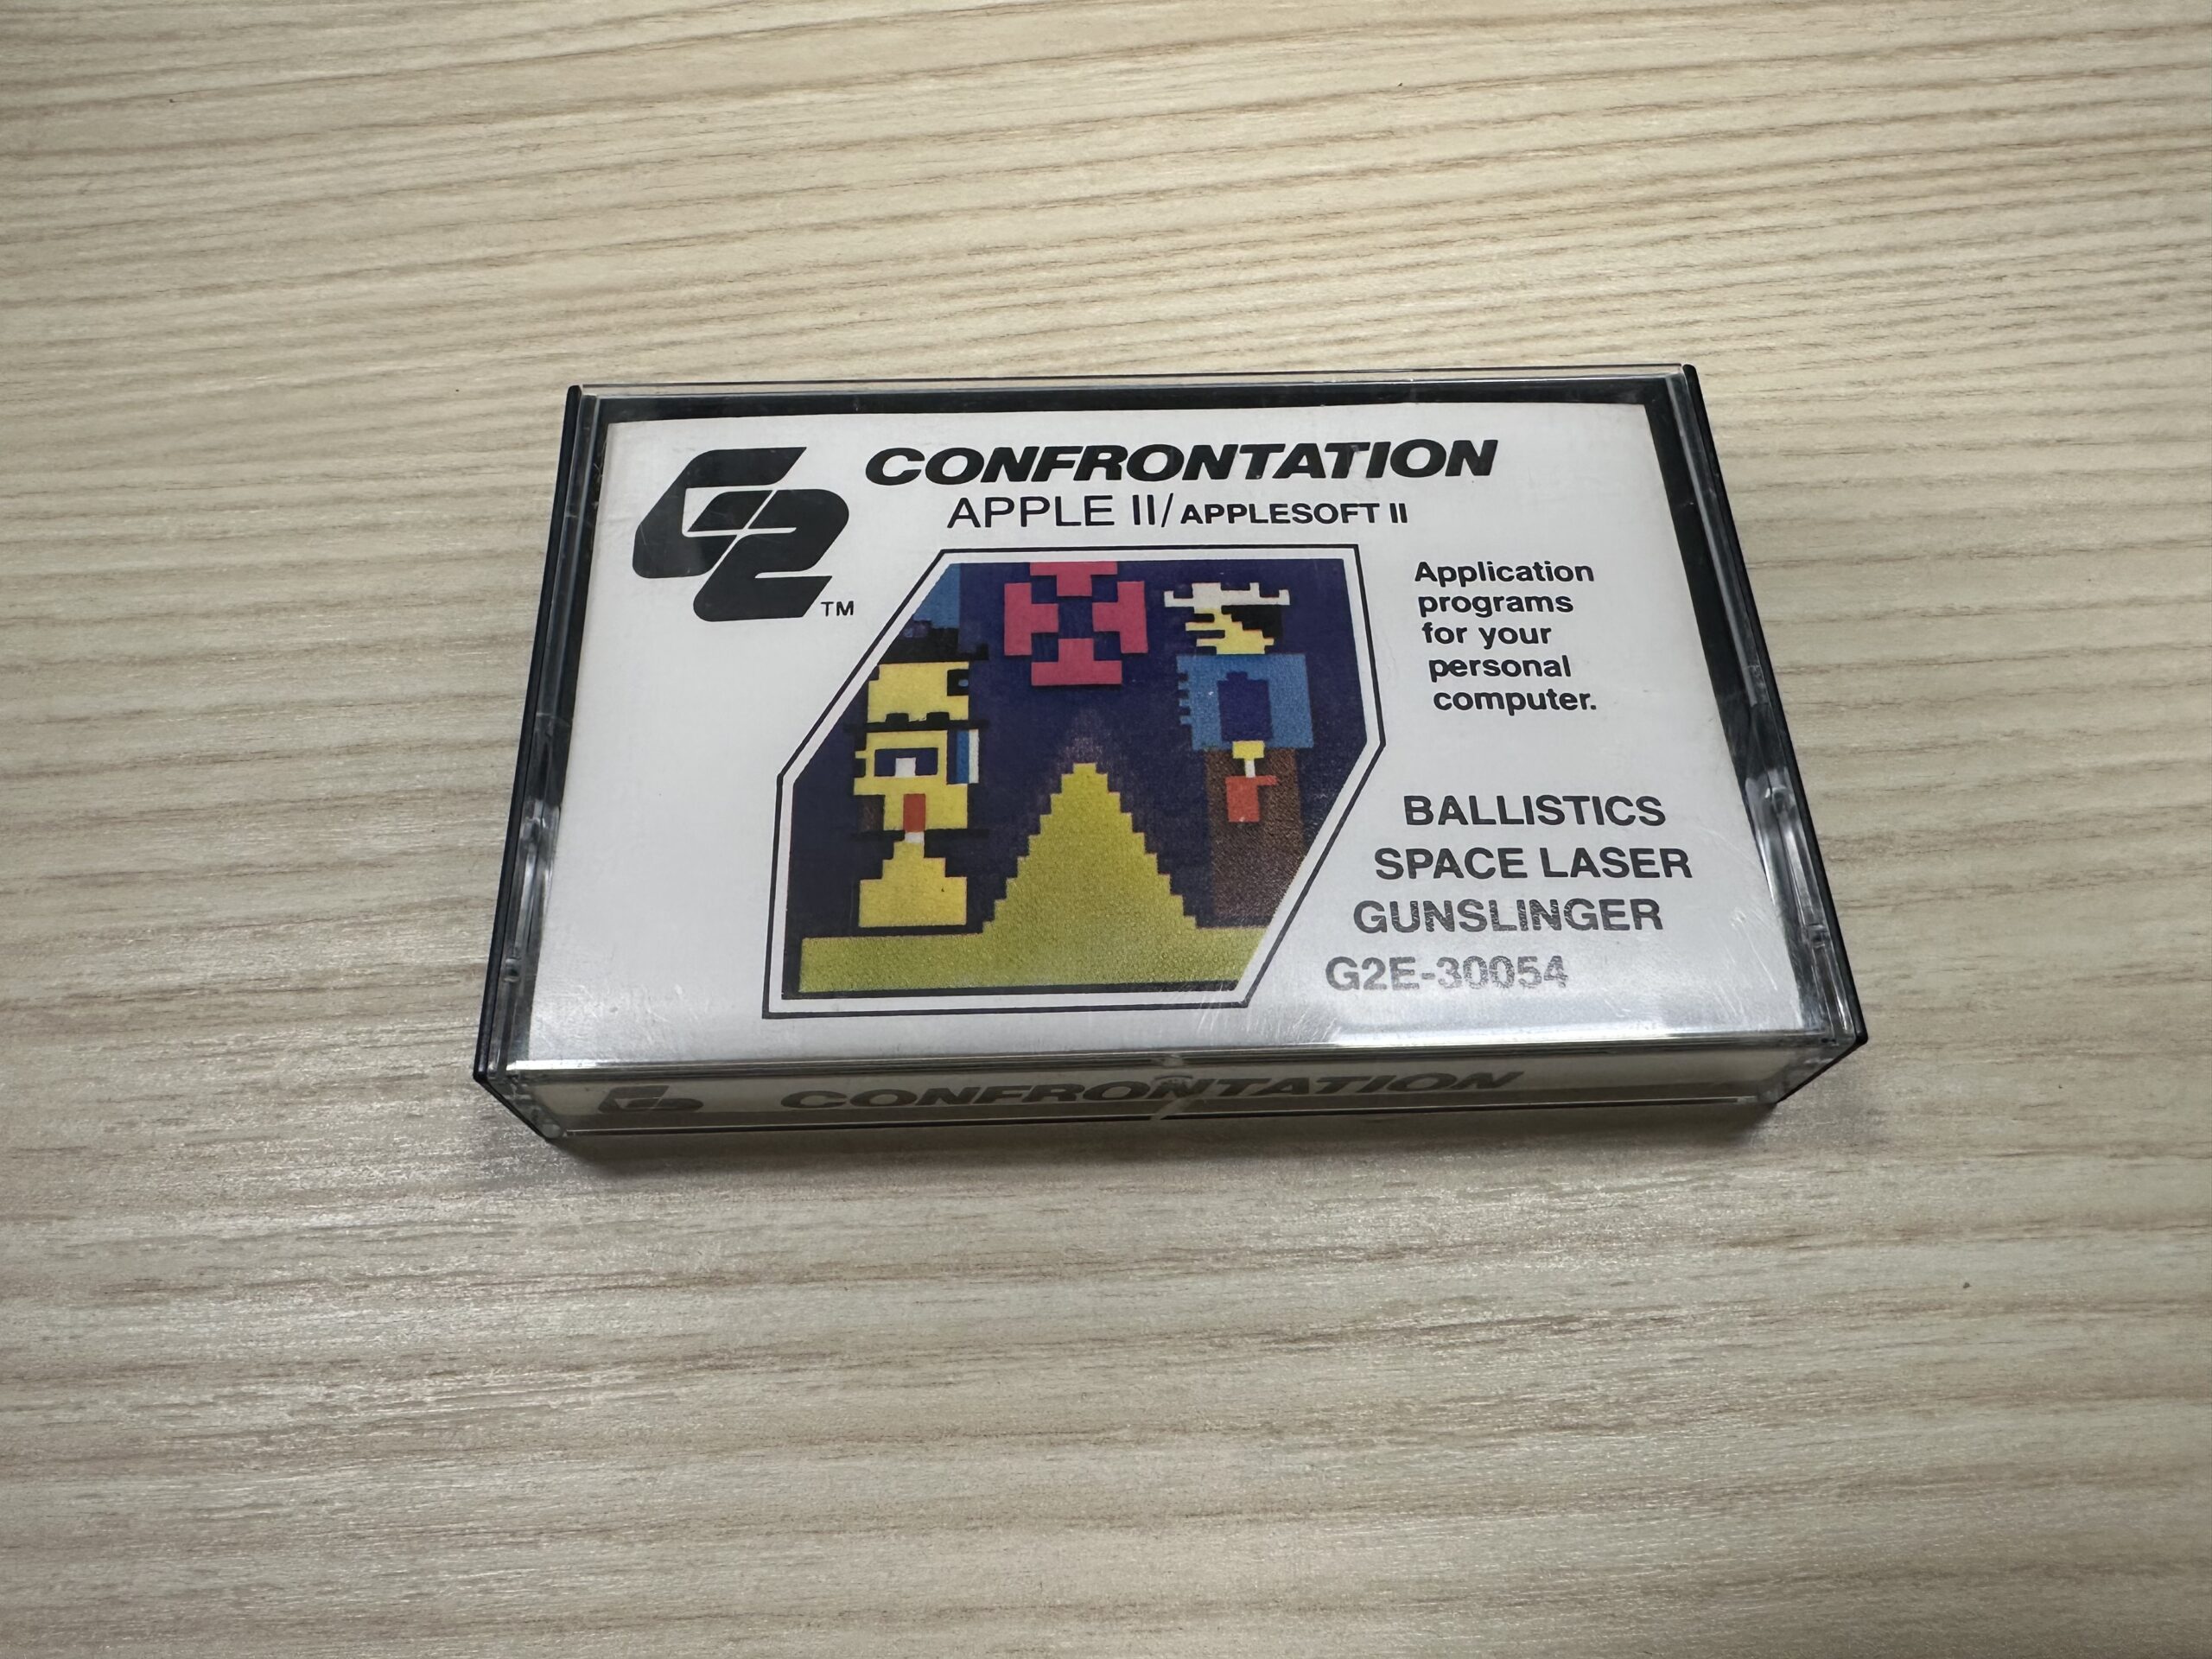 G2 TM
CONFRONTATION
APPLE II/APPLESOFT II
Application
programs
for your
personal
computer.
BALLISTICS
SPACE LASER
GUNSLINGER
G2E-30054
G2 CONFRONTATION